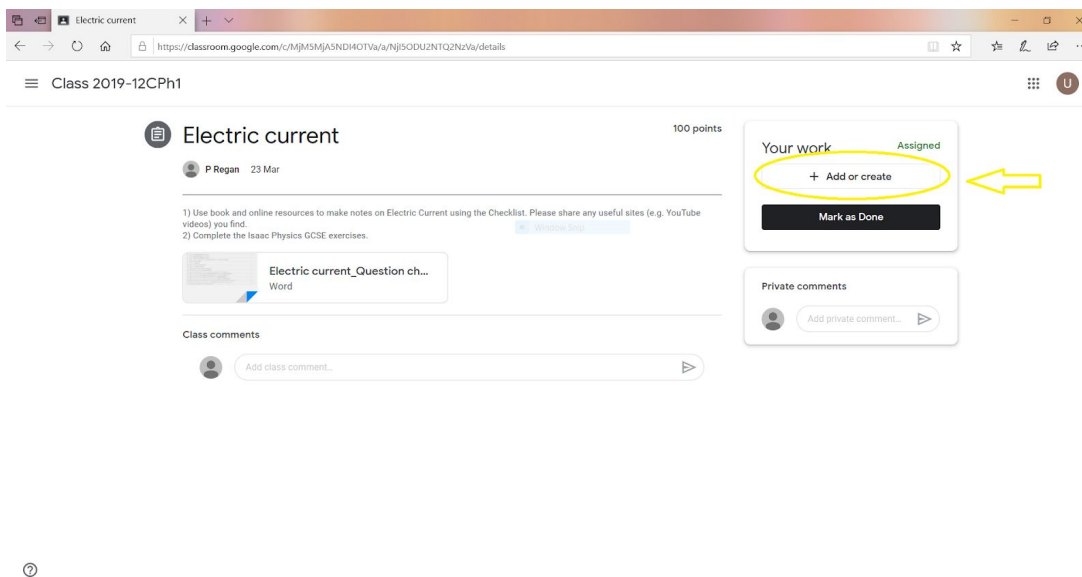 Electric current
https://classroom.google.com/c/MjM5MjA5NDI4OTVa/a/NjI5ODU2NTQ2NzVa/details
Class 2019-12CPh1
U
Electric current
100 points
P Regan 23 Mar
1) Use book and online resources to make notes on Electric Current using the Checklist. Please share any useful sites (e.g. YouTube
videos) you find.
2) Complete the Isaac Physics GCSE exercises.
Window Snip
Electric current_Question ch...
Word
Class comments
Add class comment...
Your work
Assigned
+ Add or create
Mark as Done
Private comments
Add private comment...